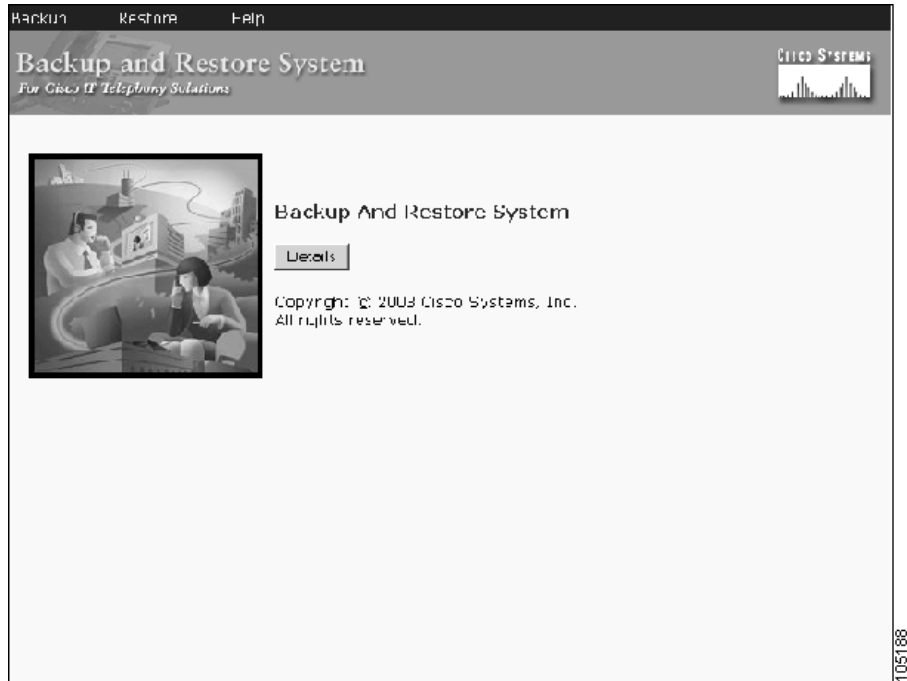 Backup Restore Help
Backup and Restore System
For Cisco IP Telephony Solutions
CISCO SYSTEMS
Backup And Restore System
Details
Copyright © 2003 Cisco Systems, Inc.
All rights reserved.
105188